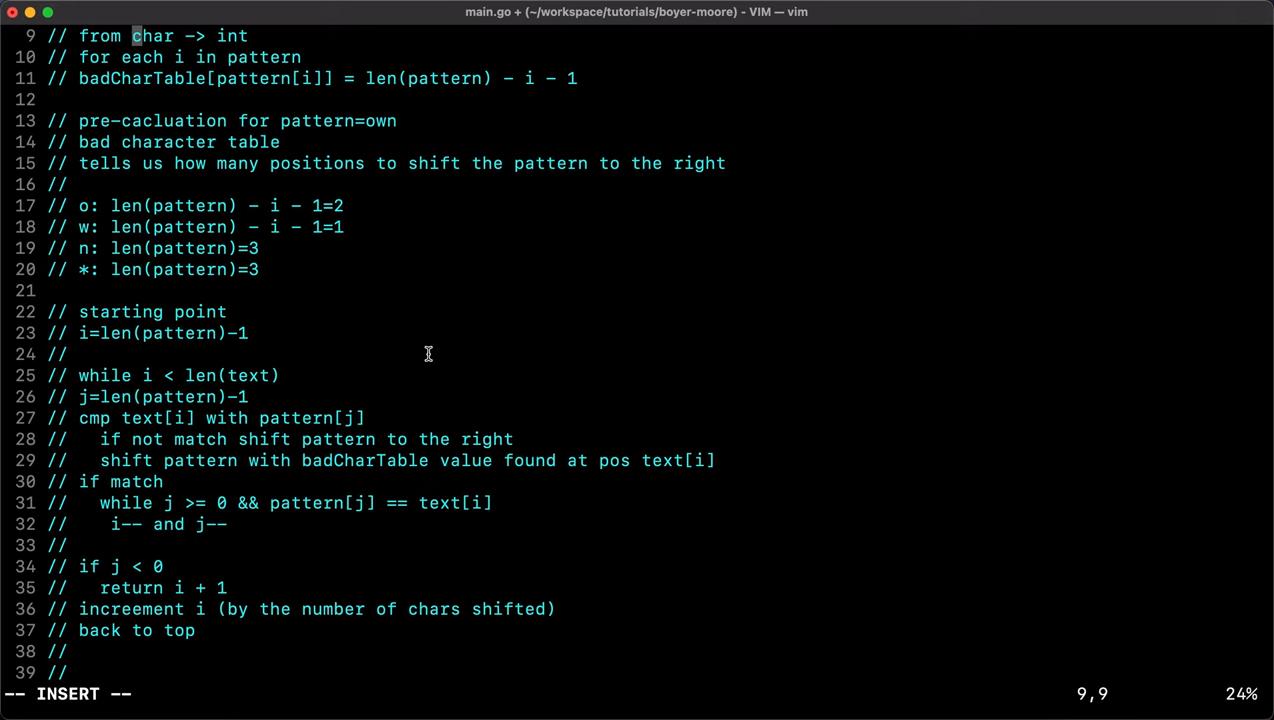 main.go + (~/workspace/tutorials/boyer-moore) - VIM — vim
9 // from char -> int
10 // for each i in pattern
11 // badCharTable[pattern[i]] = len(pattern) - i - 1
12
13 // pre-cacluation for pattern=own
14 // bad character table
15 // tells us how many positions to shift the pattern to the right
16 //
17 // o: len(pattern) - i - 1=2
18 // w: len(pattern) - i - 1=1
19 // n: len(pattern)=3
20 // *: len(pattern)=3
21
22 // starting point
23 // i=len(pattern)-1
24 //
25 // while i < len(text)
26 // j=len(pattern)-1
27 // cmp text[i] with pattern[j]
28 //   if not match shift pattern to the right
29 //   shift pattern with badCharTable value found at pos text[i]
30 // if match
31 //   while j >= 0 && pattern[j] == text[i]
32 //    i-- and j--
33 //
34 // if j < 0
35 //   return i + 1
36 // increement i (by the number of chars shifted)
37 // back to top
38 //
39 //
-- INSERT -- 9,9 24%